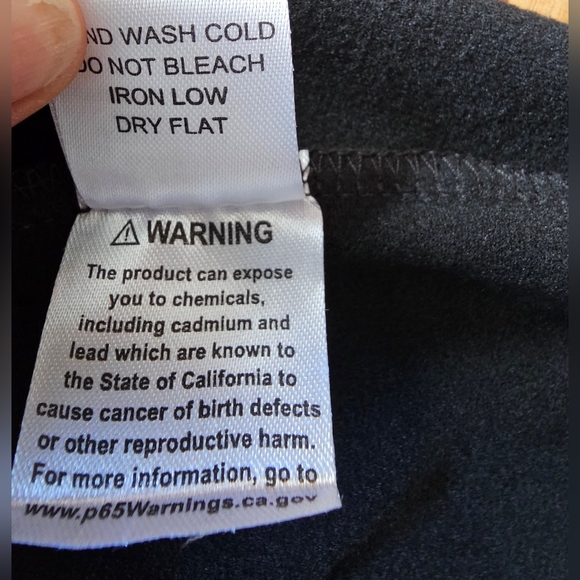 ND WASH COLD
DO NOT BLEACH
IRON LOW
DRY FLAT
⚠ WARNING
The product can expose
you to chemicals,
including cadmium and
lead which are known to
the State of California to
cause cancer of birth defects
or other reproductive harm.
For more information, go to
www.p65Warnings.ca.gov